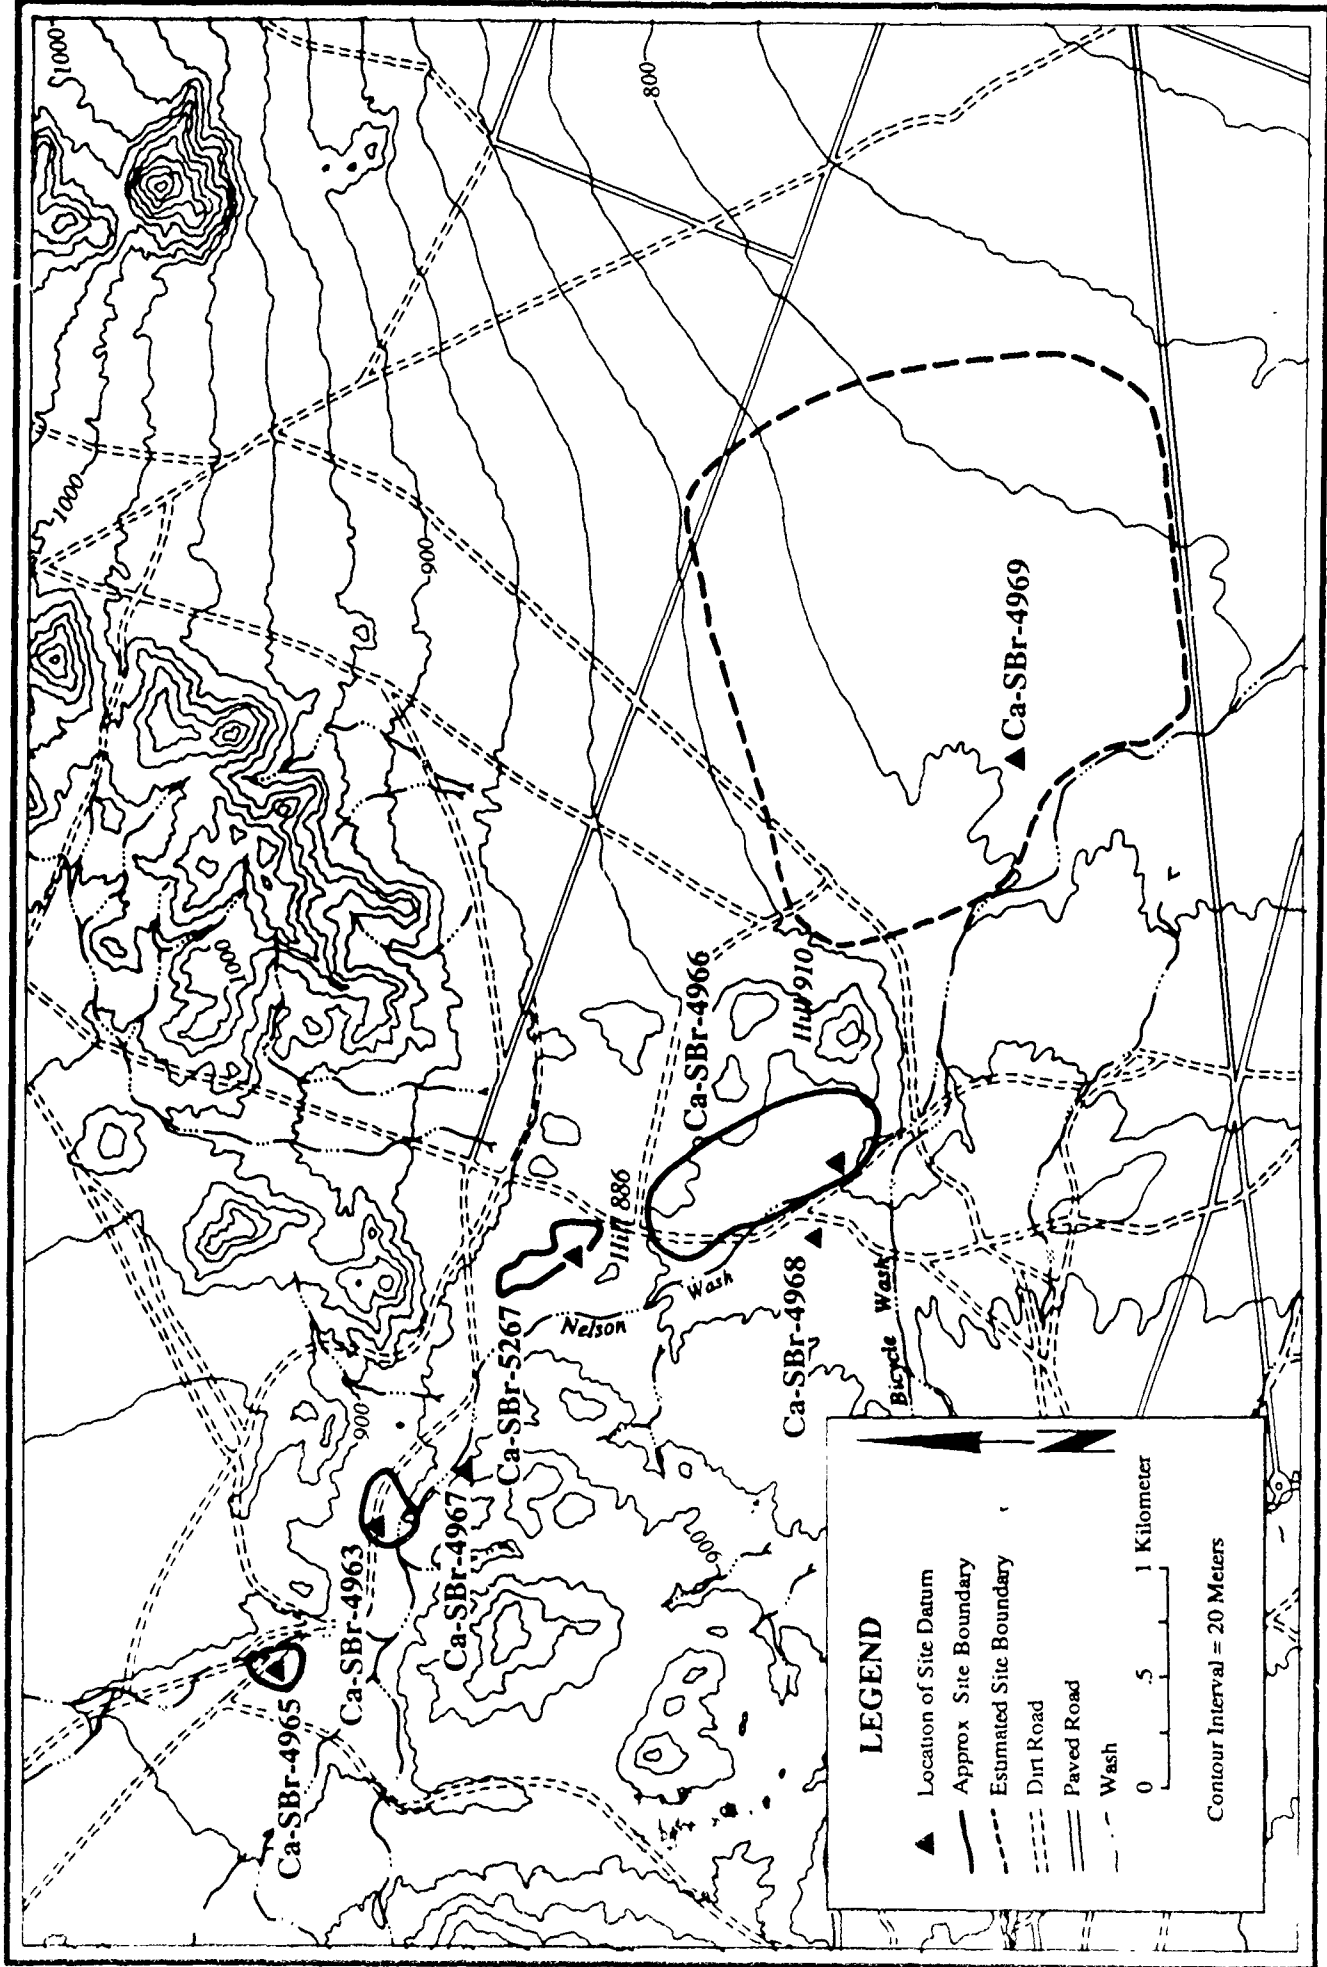 1000
1000
800
900
1000
900
900
Ca-SBr-4965
Ca-SBr-4963
Ca-SBr-4967
Ca-SBr-5267
Hill 886
Ca-SBr-4966
Hill 910
Nelson
Wash
Ca-SBr-4968
Bicycle Wash
Ca-SBr-4969
LEGEND
Location of Site Datum
Approx Site Boundary
Estimated Site Boundary
Dirt Road
Paved Road
Wash
0 .5 1 Kilometer
Contour Interval = 20 Meters
N